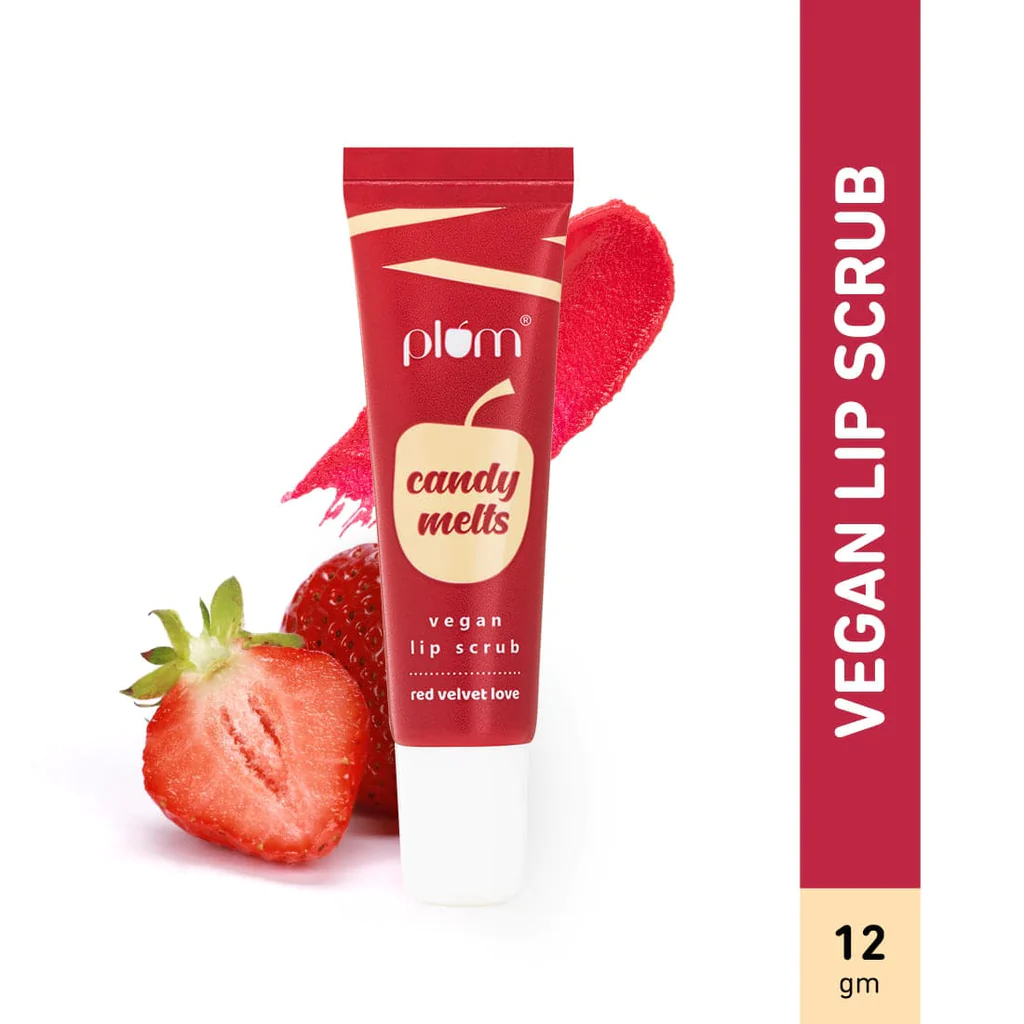 plum®
candy
melts
vegan
lip scrub
red velvet love
VEGAN LIP SCRUB
12
gm